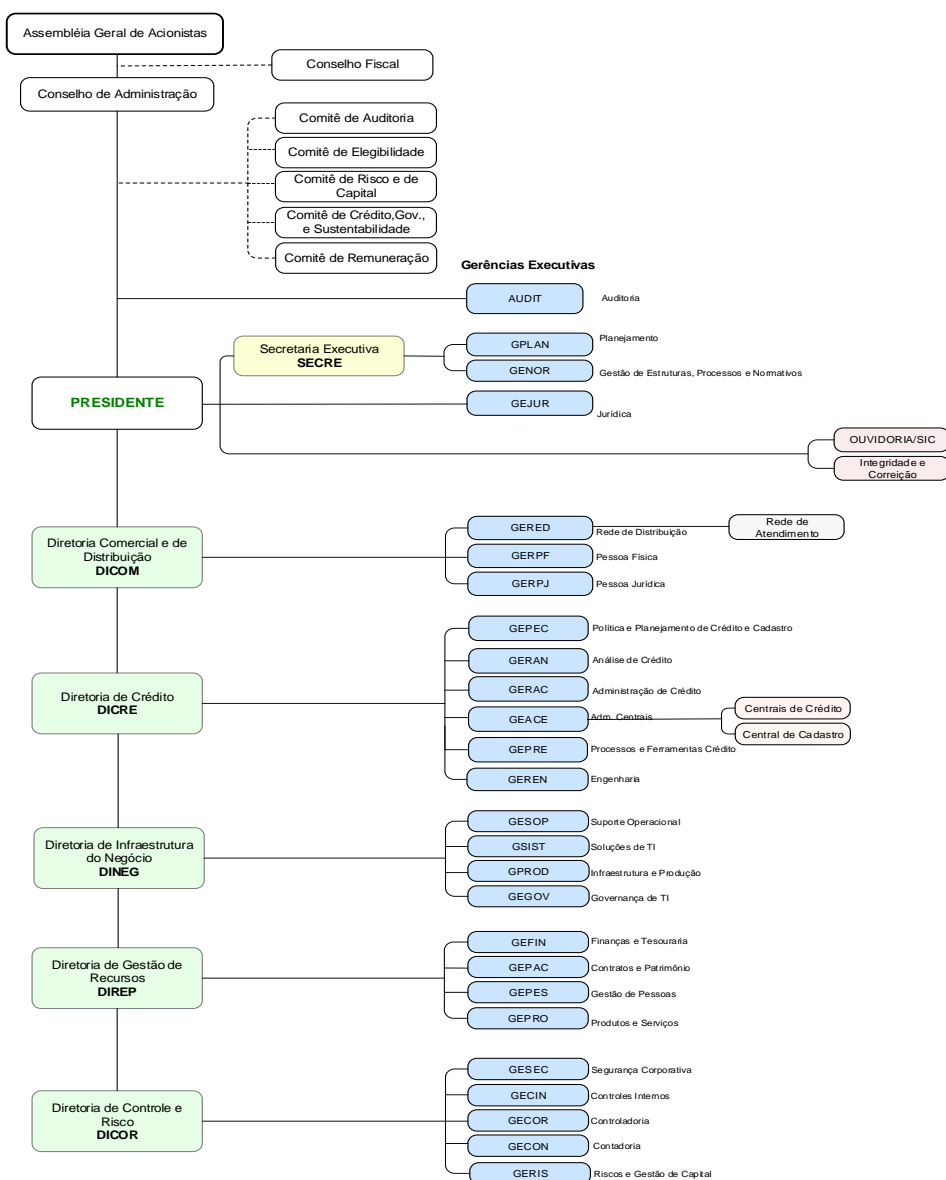 Assembléia Geral de Acionistas
Conselho Fiscal
Conselho de Administração
Comitê de Auditoria
Comitê de Elegibilidade
Comitê de Risco e de
Capital
Comitê de Crédito,Gov.,
e Sustentabilidade
Comitê de Remuneração
Gerências Executivas
AUDIT
Auditoria
Secretaria Executiva
SECRE
GPLAN
Planejamento
GENOR
Gestão de Estruturas, Processos e Normativos
PRESIDENTE
GEJUR
Jurídica
OUVIDORIA/SIC
Integridade e
Correição
Diretoria Comercial e de
Distribuição
DICOM
GERED
Rede de Distribuição
Rede de
Atendimento
GERPF
Pessoa Física
GERPJ
Pessoa Jurídica
Diretoria de Crédito
DICRE
GEPEC
Política e Planejamento de Crédito e Cadastro
GERAN
Análise de Crédito
GERAC
Administração de Crédito
GEACE
Adm. Centrais
Centrais de Crédito
Central de Cadastro
GEPRE
Processos e Ferramentas Crédito
GEREN
Engenharia
Diretoria de Infraestrutura
do Negócio
DINEG
GESOP
Suporte Operacional
GSIST
Soluções de TI
GPROD
Infraestrutura e Produção
GEGOV
Governança de TI
Diretoria de Gestão de
Recursos
DIREP
GEFIN
Finanças e Tesouraria
GEPAC
Contratos e Patrimônio
GEPES
Gestão de Pessoas
GEPRO
Produtos e Serviços
Diretoria de Controle e
Risco
DICOR
GESEC
Segurança Corporativa
GECIN
Controles Internos
GECOR
Controladoria
GECON
Contadoria
GERIS
Riscos e Gestão de Capital